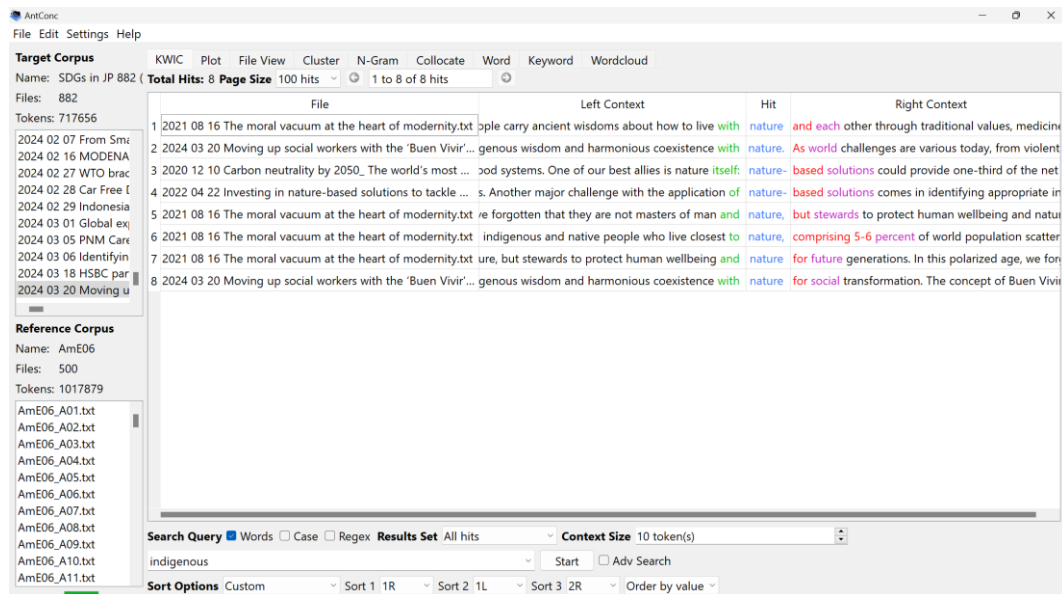 AntConc
File Edit Settings Help
Target Corpus
Name: SDGs in JP 882 (
Files: 882
Tokens: 717656
2024 02 07 From Sma
2024 02 16 MODENA
2024 02 27 WTO brac
2024 02 28 Car Free D
2024 02 29 Indonesia
2024 03 01 Global ex
2024 03 05 PNM Care
2024 03 06 Identifyin
2024 03 18 HSBC par
2024 03 20 Moving u
Reference Corpus
Name: AmE06
Files: 500
Tokens: 1017879
AmE06_A01.txt
AmE06_A02.txt
AmE06_A03.txt
AmE06_A04.txt
AmE06_A05.txt
AmE06_A06.txt
AmE06_A07.txt
AmE06_A08.txt
AmE06_A09.txt
AmE06_A10.txt
AmE06_A11.txt
KWIC Plot File View Cluster N-Gram Collocate Word Keyword Wordcloud
Total Hits: 8 Page Size 100 hits 1 to 8 of 8 hits
File Left Context Hit Right Context
1 2021 08 16 The moral vacuum at the heart of modernity.txt ople carry ancient wisdoms about how to live with nature and each other through traditional values, medicine
2 2024 03 20 Moving up social workers with the ‘Buen Vivir’... genous wisdom and harmonious coexistence with nature. As world challenges are various today, from violent
3 2020 12 10 Carbon neutrality by 2050_ The world's most ... ood systems. One of our best allies is nature itself: nature- based solutions could provide one-third of the net
4 2022 04 22 Investing in nature-based solutions to tackle ... s. Another major challenge with the application of nature- based solutions comes in identifying appropriate in
5 2021 08 16 The moral vacuum at the heart of modernity.txt ve forgotten that they are not masters of man and nature, but stewards to protect human wellbeing and natu
6 2021 08 16 The moral vacuum at the heart of modernity.txt indigenous and native people who live closest to nature, comprising 5-6 percent of world population scatter
7 2021 08 16 The moral vacuum at the heart of modernity.txt ure, but stewards to protect human wellbeing and nature for future generations. In this polarized age, we forg
8 2024 03 20 Moving up social workers with the ‘Buen Vivir’... genous wisdom and harmonious coexistence with nature for social transformation. The concept of Buen Vivi
Search Query Words Case Regex Results Set All hits Context Size 10 token(s)
indigenous Start Adv Search
Sort Options Custom Sort 1 1R Sort 2 1L Sort 3 2R Order by value